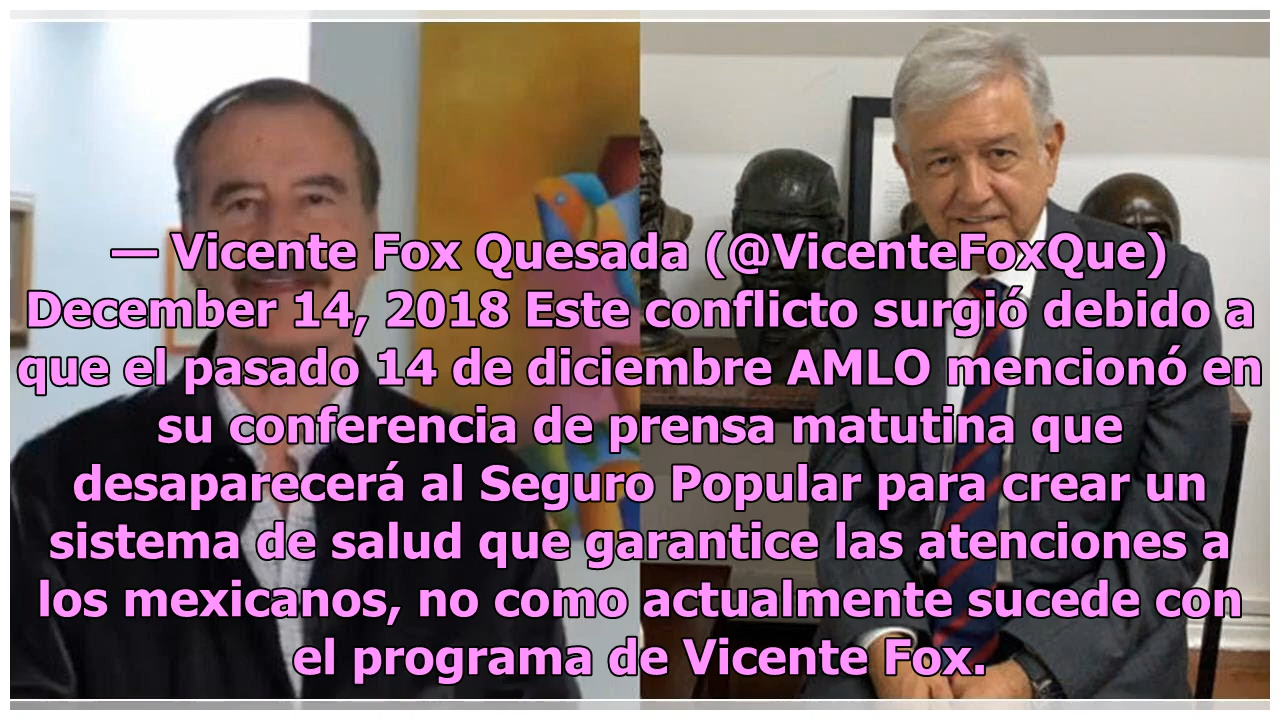 — Vicente Fox Quesada (@VicenteFoxQue)
December 14, 2018 Este conflicto surgió debido a
que el pasado 14 de diciembre AMLO mencionó en
su conferencia de prensa matutina que
desaparecerá al Seguro Popular para crear un
sistema de salud que garantice las atenciones a
los mexicanos, no como actualmente sucede con
el programa de Vicente Fox.